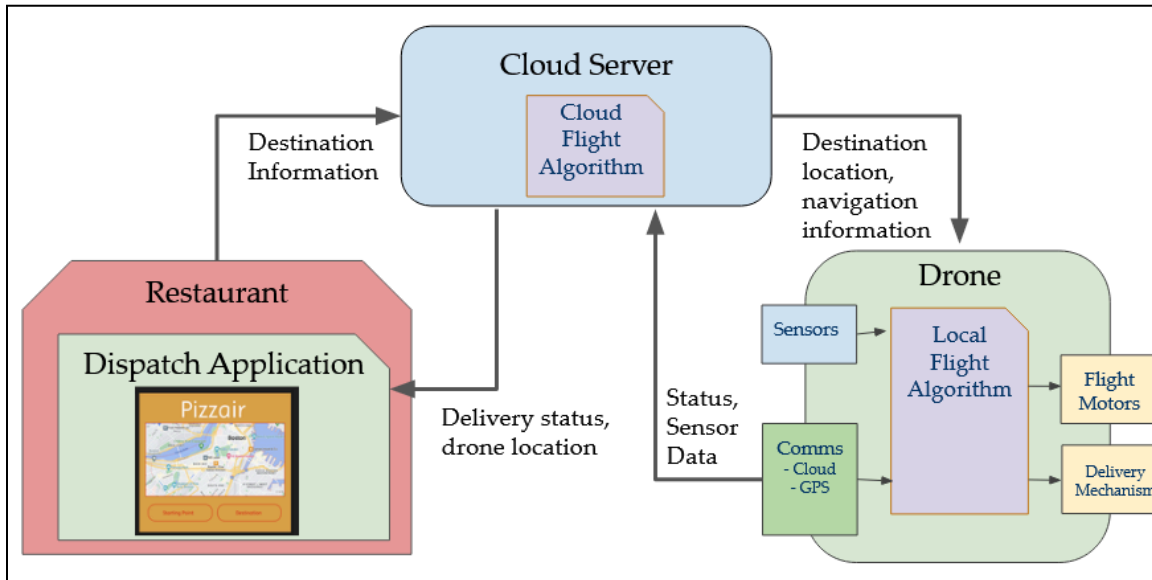 Cloud Server
Cloud
Flight
Algorithm
Destination
Information
Destination
location,
navigation
information
Restaurant
Dispatch Application
Pizzair
Boston
Starting Point
Destination
Delivery status,
drone location
Status,
Sensor
Data
Drone
Sensors
Local
Flight
Algorithm
Flight
Motors
Comms
- Cloud
- GPS
Delivery
Mechanism